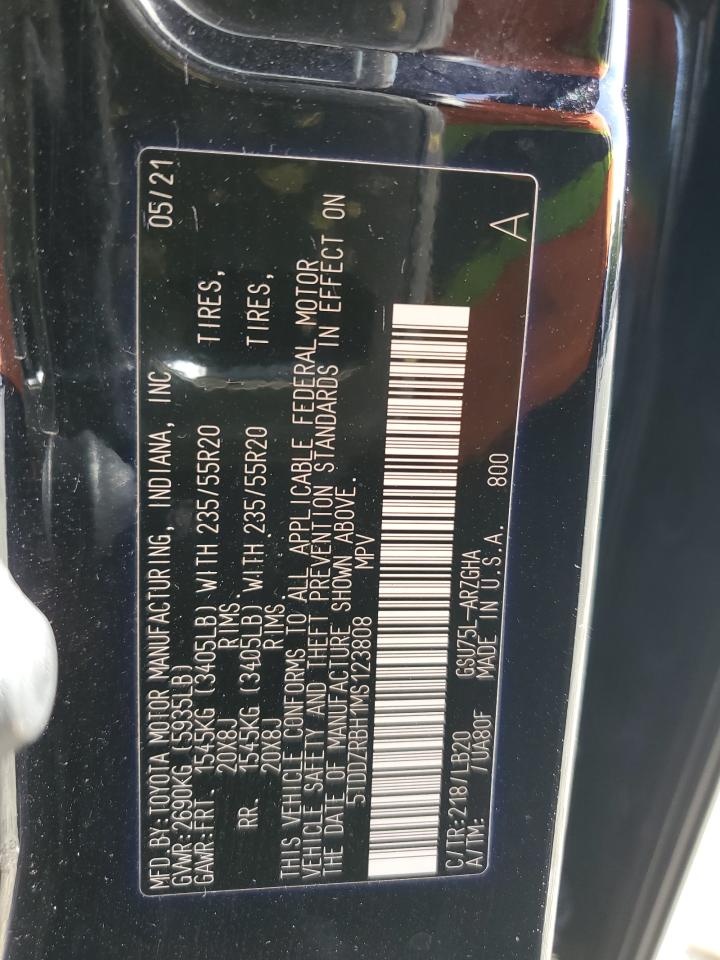 MFD.BY:TOYOTA MOTOR MANUFACTURING, INDIANA, INC. 05/21
GVWR:2690KG (5935LB)
GAWR:FRT. 1545KG (3405LB) WITH 235/55R20 TIRES,
20X8J RIMS
RR. 1545KG (3405LB) WITH 235/55R20 TIRES,
20X8J RIMS
THIS VEHICLE CONFORMS TO ALL APPLICABLE FEDERAL MOTOR
VEHICLE SAFETY AND THEFT PREVENTION STANDARDS IN EFFECT ON
THE DATE OF MANUFACTURE SHOWN ABOVE.
5TDDZRBH1MS123808 MPV
C/TR:218/LB20 GSU75L-ARZGHA
A/TM: /UA80F MADE IN U.S.A. 800 A